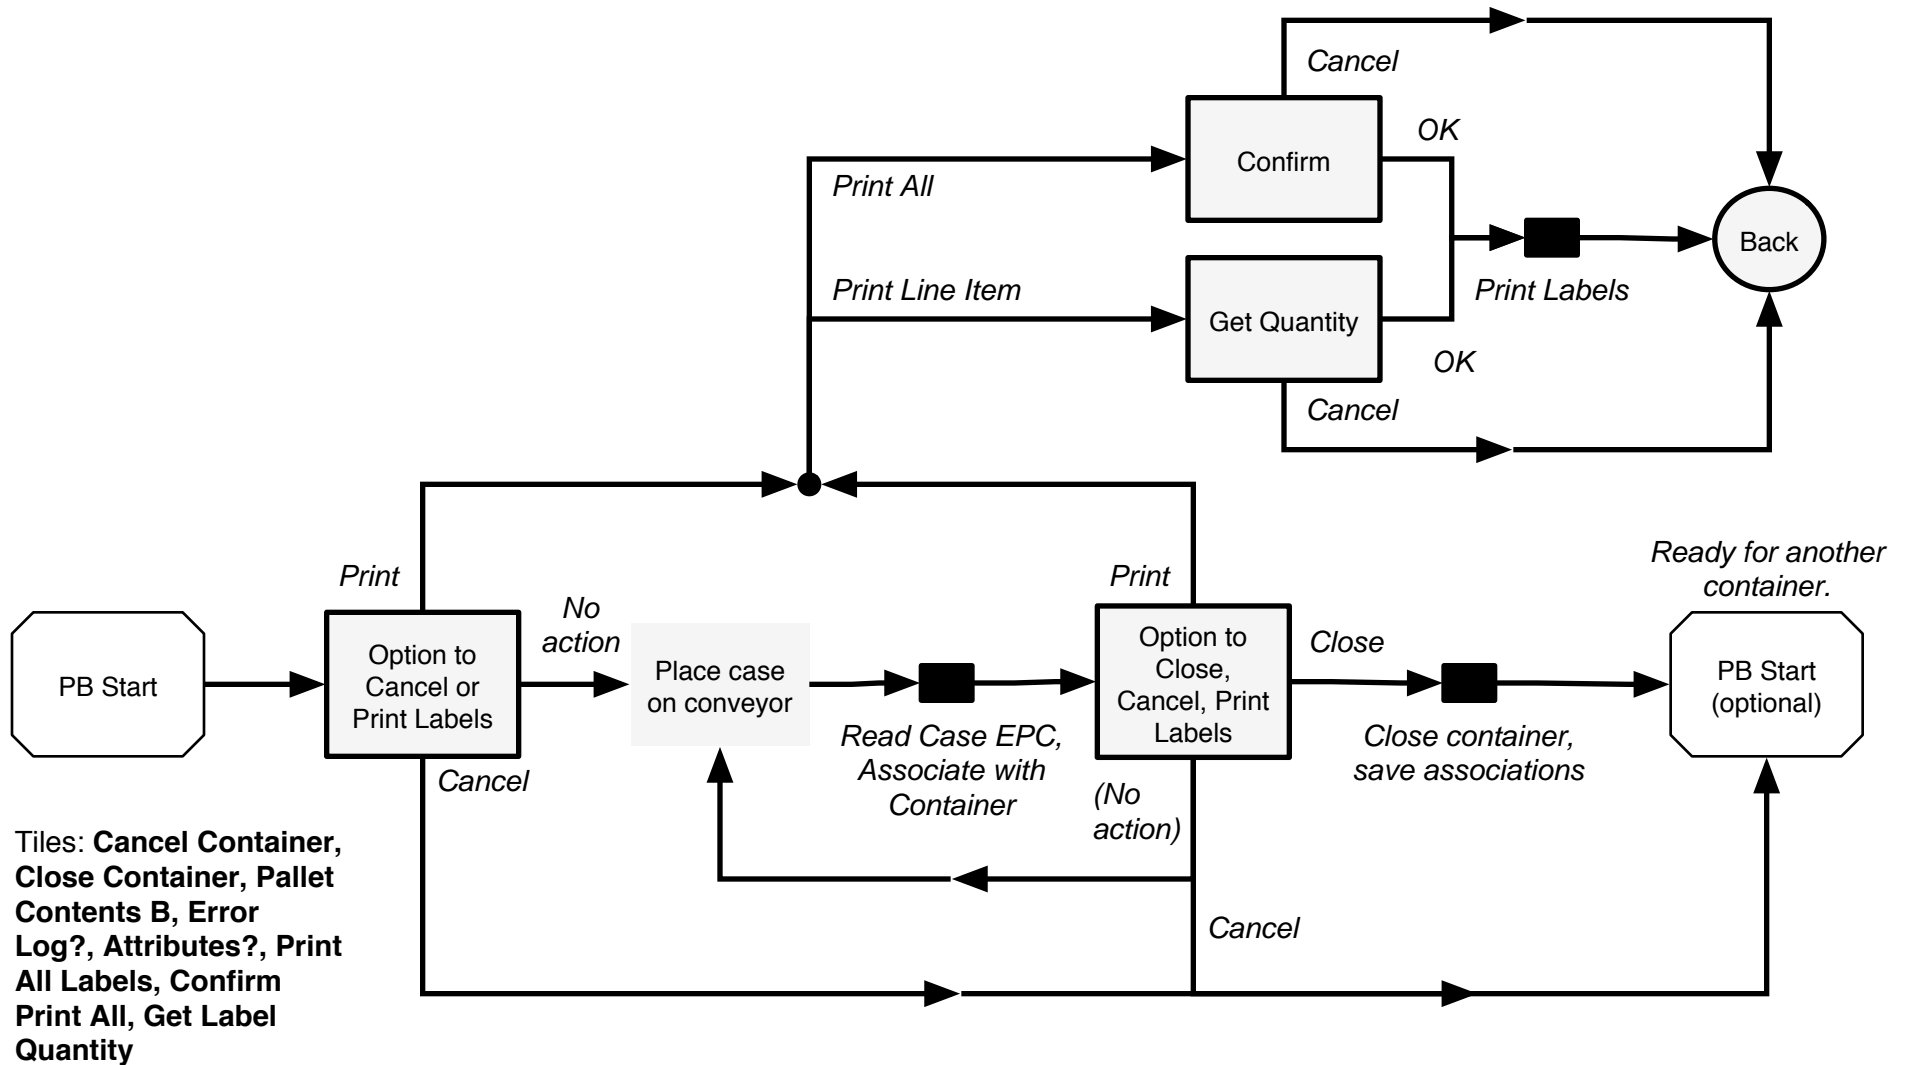 Cancel
OK
Confirm
Print All
Back
Print Line Item
Print Labels
Get Quantity
OK
Cancel
Ready for another
container.
Print
Print
No
action
Option to
Cancel or
Print Labels
PB Start
Place case
on conveyor
Option to
Close,
Cancel, Print
Labels
Close
PB Start
(optional)
Cancel
Read Case EPC,
Associate with
Container
Close container,
save associations
(No
action)
Cancel
Tiles: Cancel Container,
Close Container, Pallet
Contents B, Error
Log?, Attributes?, Print
All Labels, Confirm
Print All, Get Label
Quantity